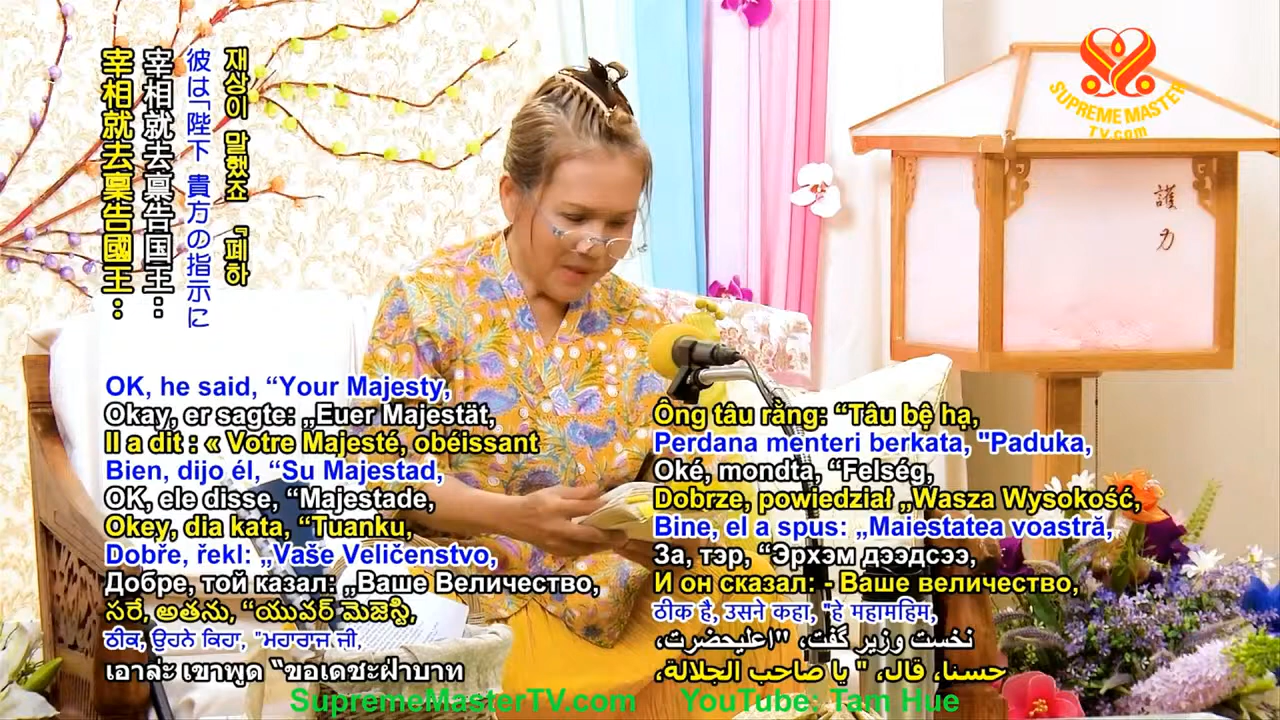 재상이 말했죠 『폐하
彼は「陛下 貴方の指示に
宰相就去禀告国王：
宰相就去稟告國王：
SUPREME MASTER
TV.com
護力
OK, he said, “Your Majesty,
Okay, er sagte: „Euer Majestät,
Il a dit : « Votre Majesté, obéissant
Bien, dijo él, “Su Majestad,
OK, ele disse, “Majestade,
Okey, dia kata, “Tuanku,
Dobře, řekl: „Vaše Veličenstvo,
Добре, той казал: „Ваше Величество,
సరే, అతను, “యువర్ మెజెస్టి,
ਠੀਕ, ਉਹਨੇ ਕਿਹਾ, "ਮਹਾਰਾਜ ਜੀ,
เอาล่ะ เขาพูด “ขอเดชะฝ่าบาท
Ông tâu rằng: “Tâu bệ hạ,
Perdana menteri berkata, "Paduka,
Oké, mondta, “Felség,
Dobrze, powiedział „Wasza Wysokość,
Bine, el a spus: „Maiestatea voastră,
За, тэр, “Эрхэм дээдсээ,
И он сказал: - Ваше величество,
ठीक है, उसने कहा, "हे महामहिम,
نخست وزیر گفت، "اعلیحضرت،
حسنا، قال، " يا صاحب الجلالة،
SupremeMasterTV.com
YouTube: Tam Hue